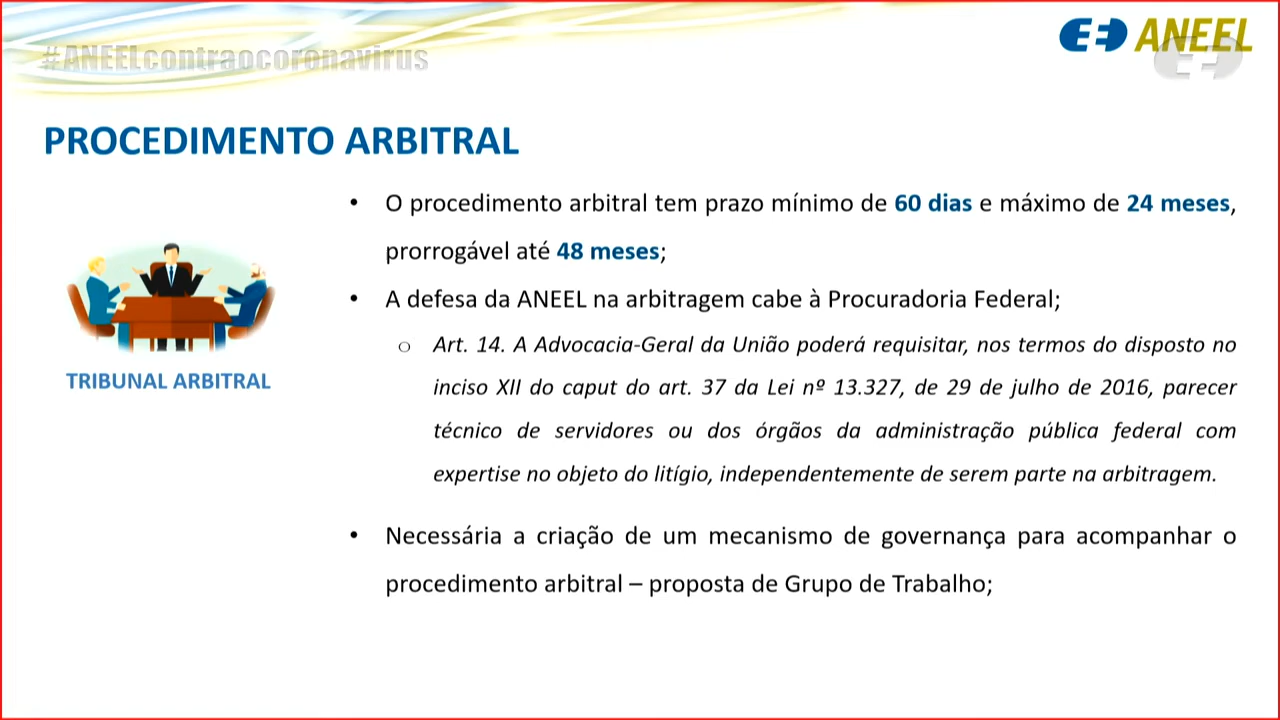 #ANEELcontraocoronavirus
ANEEL
PROCEDIMENTO ARBITRAL
• O procedimento arbitral tem prazo mínimo de 60 dias e máximo de 24 meses,
prorrogável até 48 meses;
• A defesa da ANEEL na arbitragem cabe à Procuradoria Federal;
o Art. 14. A Advocacia-Geral da União poderá requisitar, nos termos do disposto no
inciso XII do caput do art. 37 da Lei nº 13.327, de 29 de julho de 2016, parecer
técnico de servidores ou dos órgãos da administração pública federal com
expertise no objeto do litígio, independentemente de serem parte na arbitragem.
• Necessária a criação de um mecanismo de governança para acompanhar o
procedimento arbitral – proposta de Grupo de Trabalho;
TRIBUNAL ARBITRAL